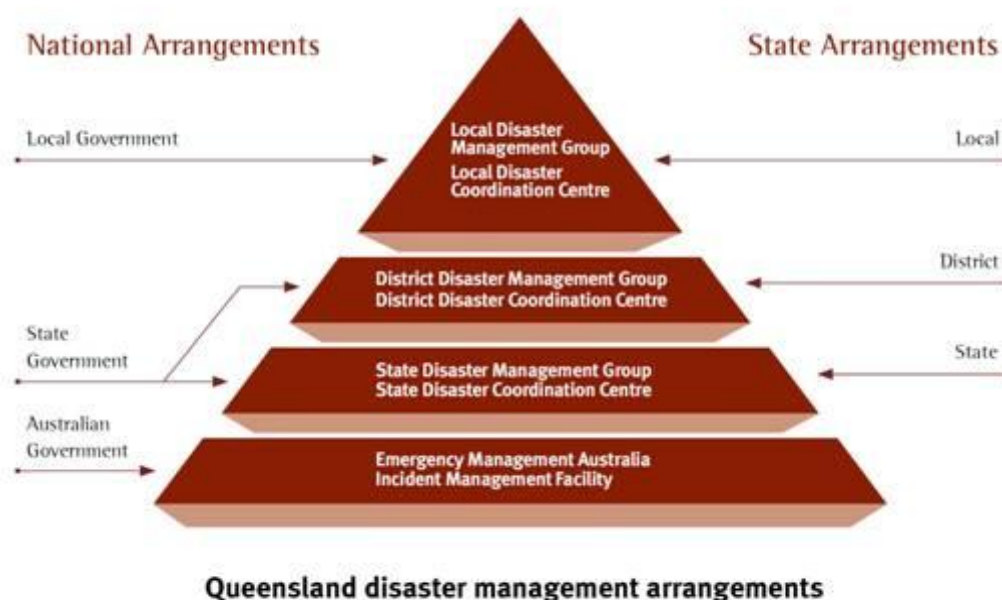 National Arrangements
State Arrangements
Local Government
Local Disaster
Management Group
Local Disaster
Coordination Centre
Local
District Disaster Management Group
District Disaster Coordination Centre
District
State
Government
State Disaster Management Group
State Disaster Coordination Centre
State
Australian
Government
Emergency Management Australia
Incident Management Facility
Queensland disaster management arrangements